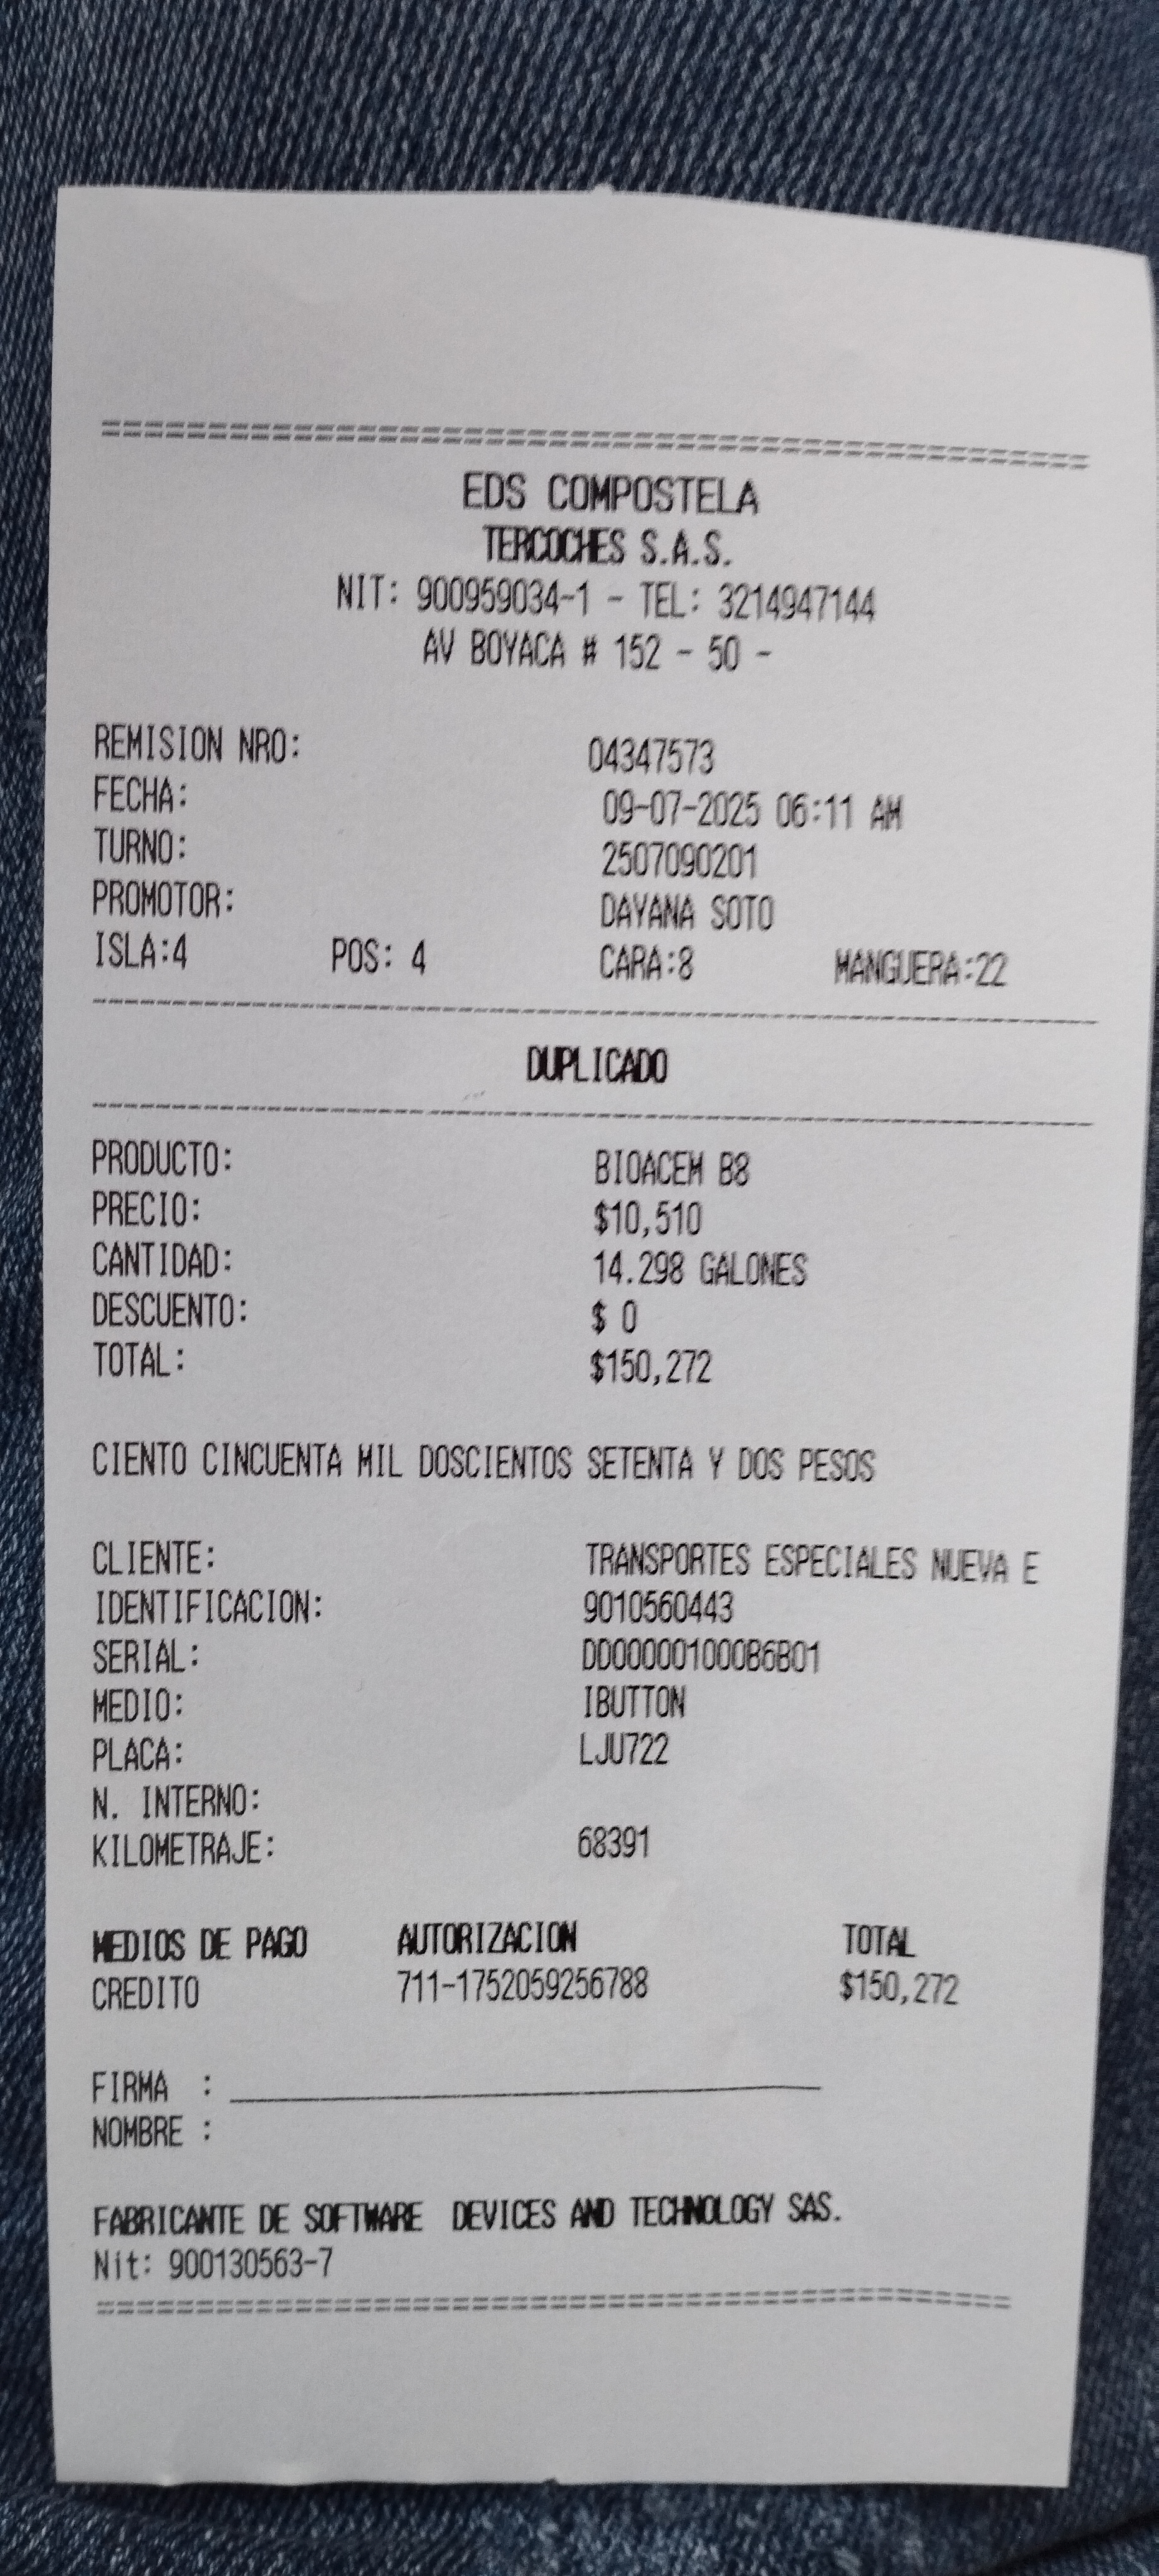 ================================================
EDS COMPOSTELA
TERCOCHES S.A.S.
NIT: 900959034-1 - TEL: 3214947144
AV BOYACA # 152 - 50 -
REMISION NRO: 04347573
FECHA: 09-07-2025 06:11 AM
TURNO: 2507090201
PROMOTOR: DAYANA SOTO
ISLA:4 POS: 4 CARA:8 MANGUERA:22
DUPLICADO
PRODUCTO: BIOACEM B8
PRECIO: $10,510
CANTIDAD: 14.298 GALONES
DESCUENTO: $ 0
TOTAL: $150,272
CIENTO CINCUENTA MIL DOSCIENTOS SETENTA Y DOS PESOS
CLIENTE: TRANSPORTES ESPECIALES NUEVA E
IDENTIFICACION: 9010560443
SERIAL: DD000001000B6B01
MEDIO: IBUTTON
PLACA: LJU722
N. INTERNO:
KILOMETRAJE: 68391
MEDIOS DE PAGO AUTORIZACION TOTAL
CREDITO 711-1752059256788 $150,272
FIRMA : ____________________
NOMBRE :
FABRICANTE DE SOFTWARE DEVICES AND TECHNOLOGY SAS.
Nit: 900130563-7
================================================